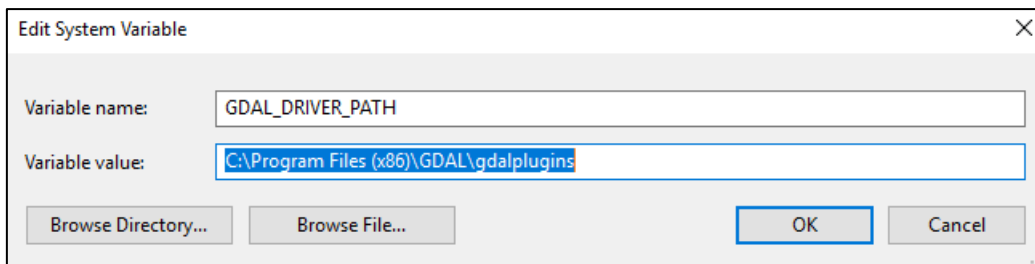 Edit System Variable
Variable name: GDAL_DRIVER_PATH
Variable value: C:\Program Files (x86)\GDAL\gdalplugins
Browse Directory... Browse File... OK Cancel